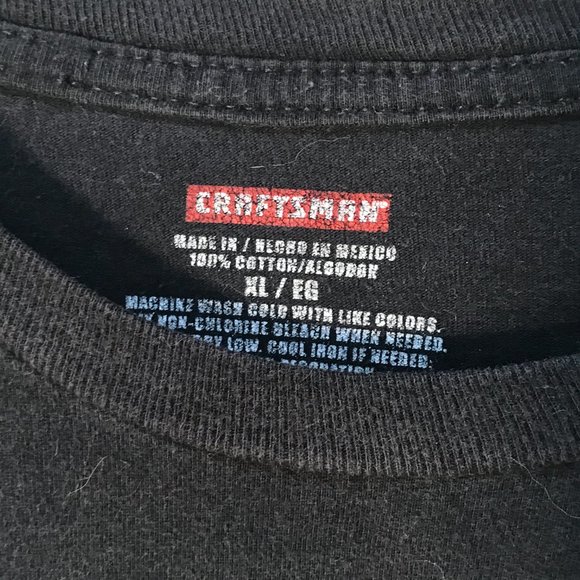 CRAFTSMAN
MADE IN / HECHO EN MEXICO
100% COTTON/ALGODON
XL / EG
MACHINE WASH COLD WITH LIKE COLORS.
NON-CHLORINE BLEACH WHEN NEEDED.
LOW, COOL IRON IF NEEDED.
DECORATION